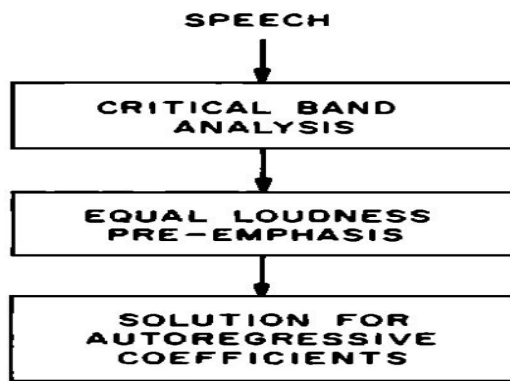 SPEECH
CRITICAL BAND
ANALYSIS
EQUAL LOUDNESS
PRE-EMPHASIS
SOLUTION FOR
AUTOREGRESSIVE
COEFFICIENTS